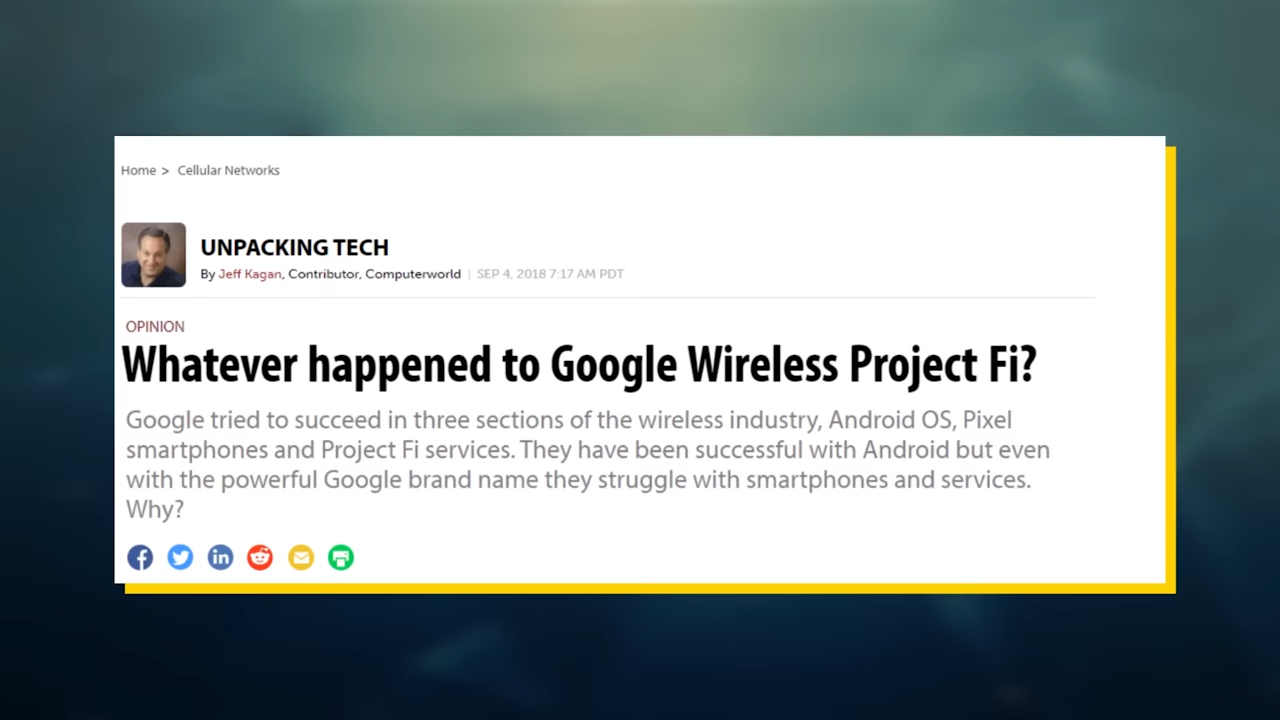 Home > Cellular Networks
UNPACKING TECH
By Jeff Kagan, Contributor, Computerworld | SEP 4, 2018 7:17 AM PDT
OPINION
Whatever happened to Google Wireless Project Fi?
Google tried to succeed in three sections of the wireless industry, Android OS, Pixel
smartphones and Project Fi services. They have been successful with Android but even
with the powerful Google brand name they struggle with smartphones and services.
Why?